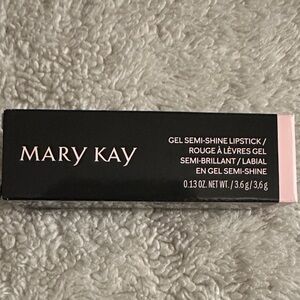 MARY KAY
GEL SEMI-SHINE LIPSTICK /
ROUGE À LÈVRES GEL
SEMI-BRILLANT / LABIAL
EN GEL SEMI-SHINE
0.13 OZ. NET WT. / 3.6 g / 3,6 g